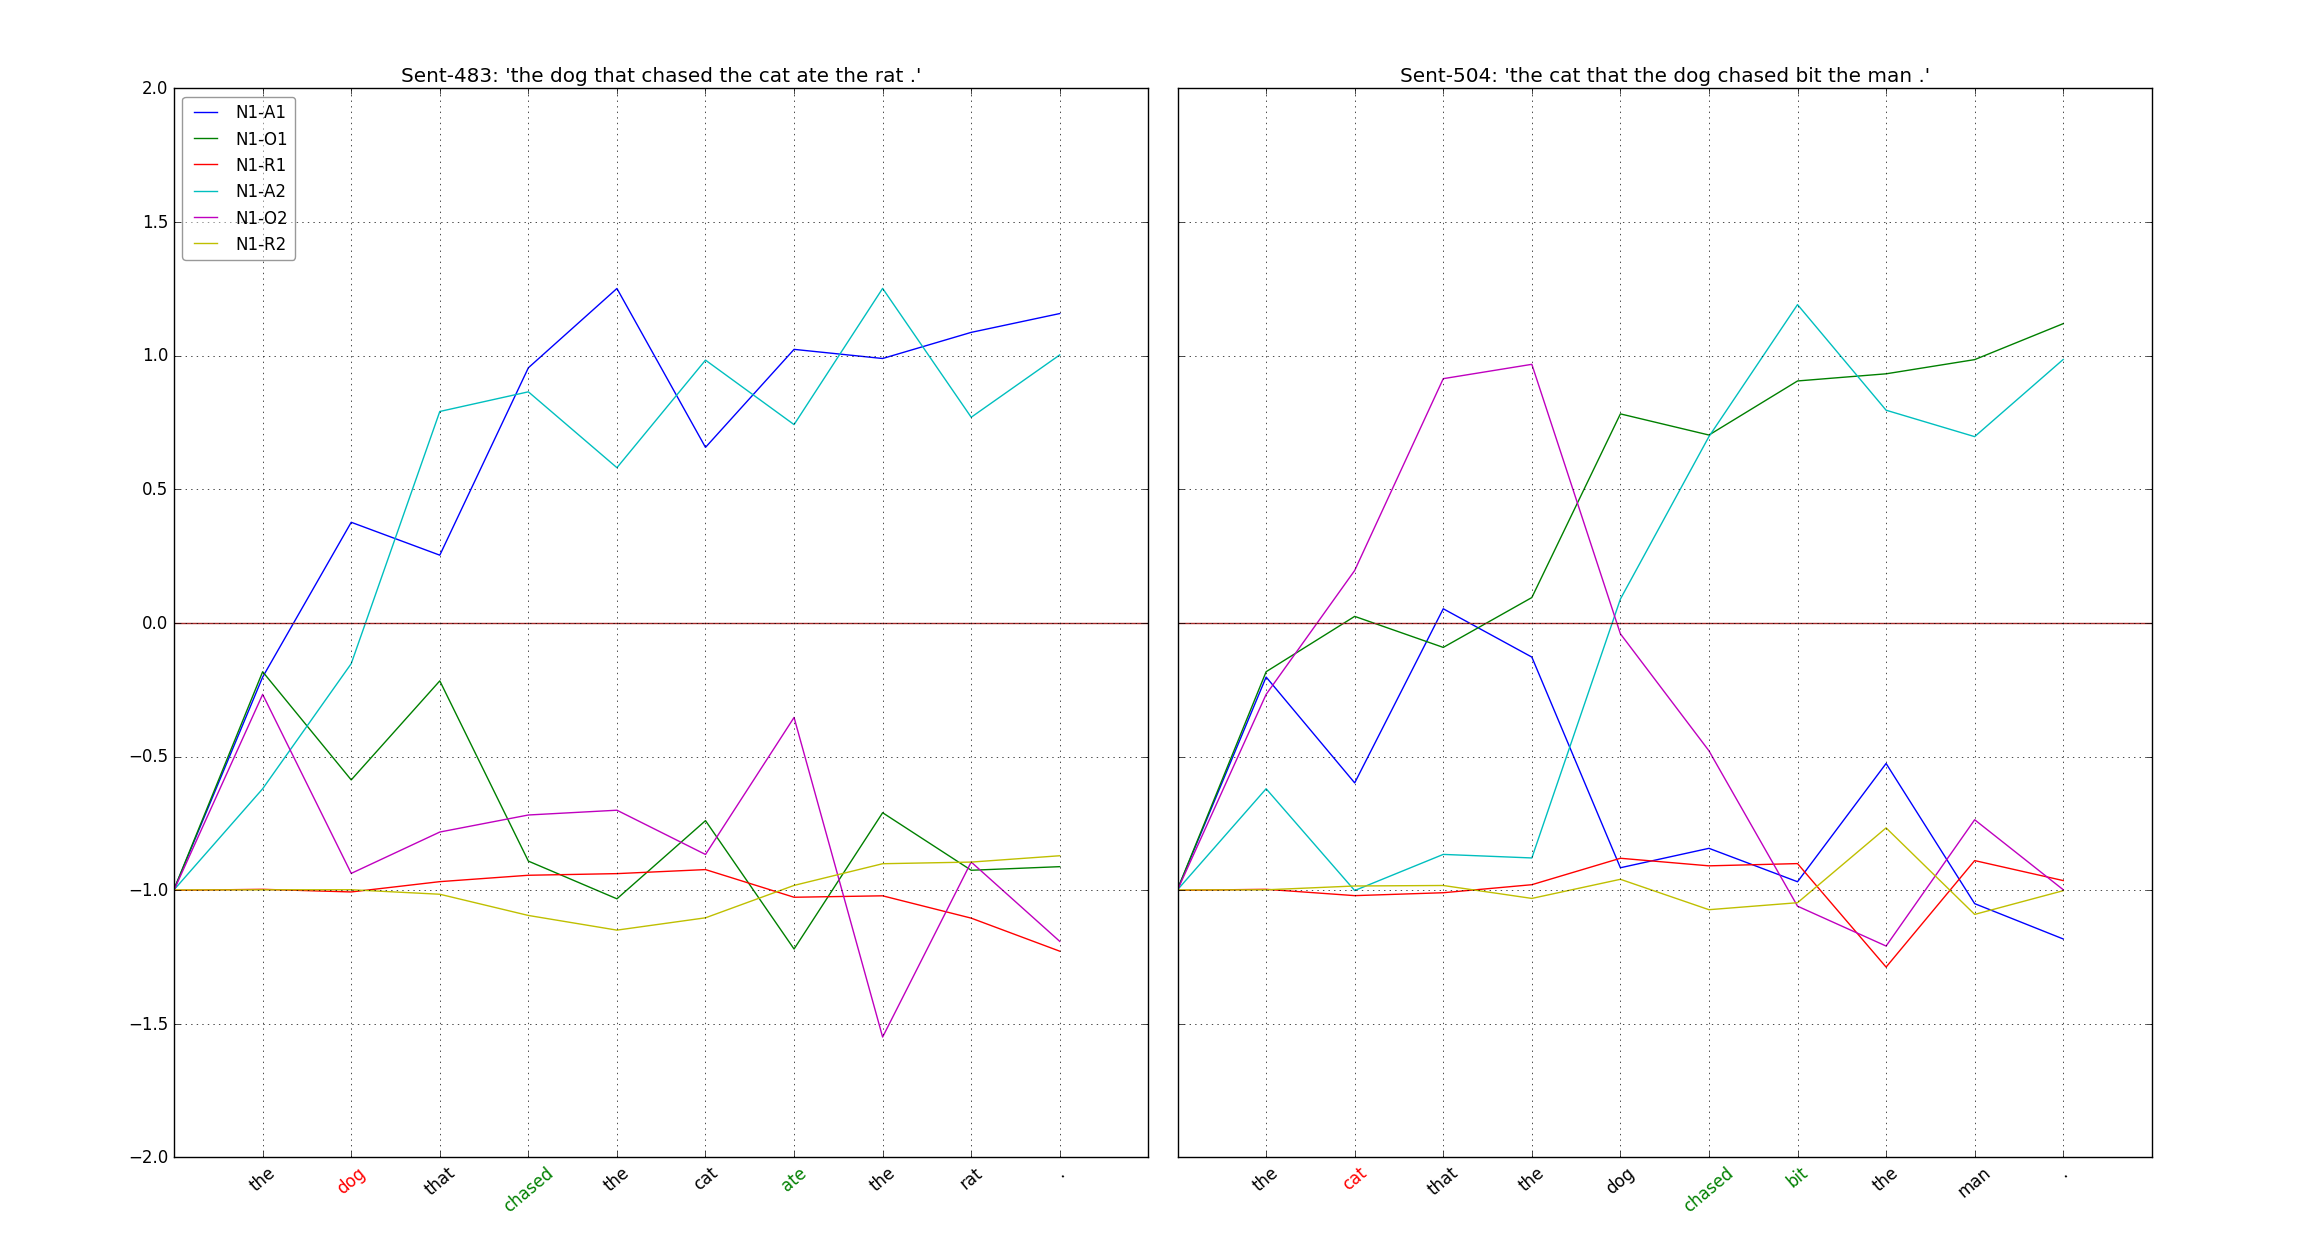 Sent-483: 'the dog that chased the cat ate the rat .'
Sent-504: 'the cat that the dog chased bit the man .'
2.0
1.5
1.0
0.5
0.0
−0.5
−1.0
−1.5
−2.0
N1-A1
N1-O1
N1-R1
N1-A2
N1-O2
N1-R2
the dog that chased the cat ate the rat .
the cat that the dog chased bit the man .